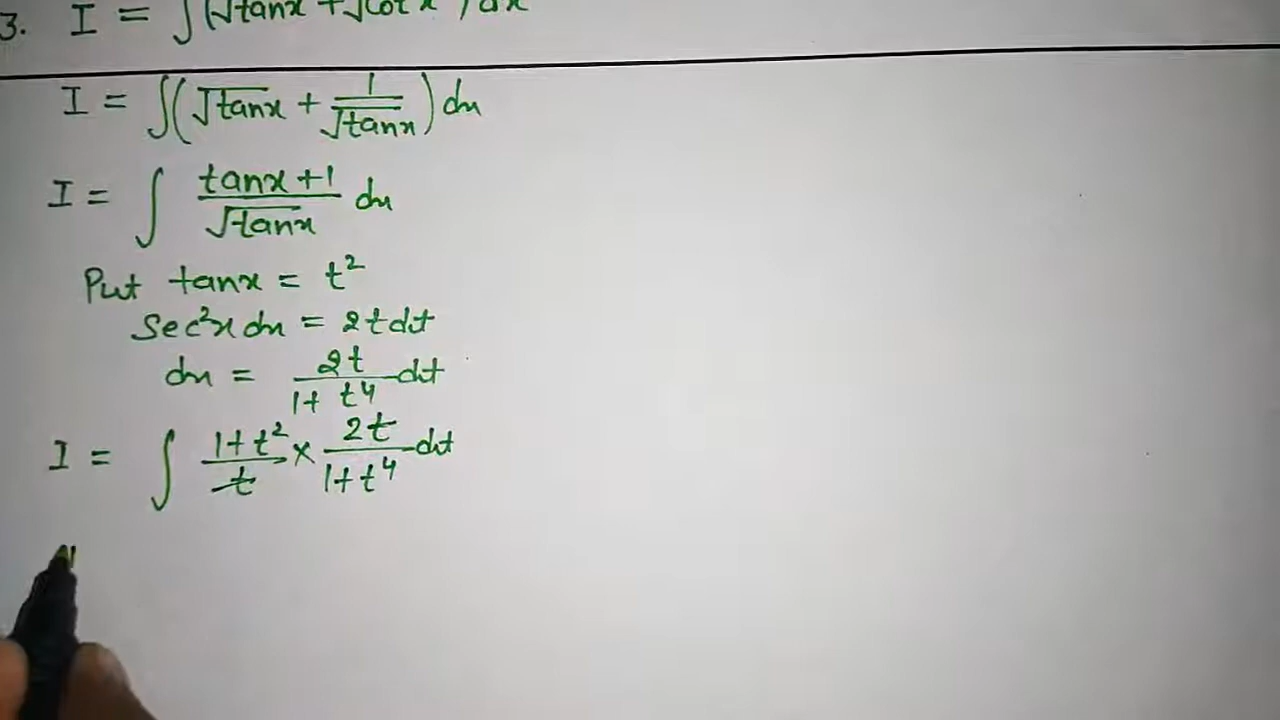 3. I = ∫(√tanx + √cot x) dx
I = ∫(√tanx + 1/√tanx) dx
I = ∫ (tanx + 1)/√tanx dx
Put tanx = t²
sec²x dx = 2t dt
dx = 2t/(1 + t⁴) dt
I = ∫ (1 + t²)/t × 2t/(1 + t⁴) dt